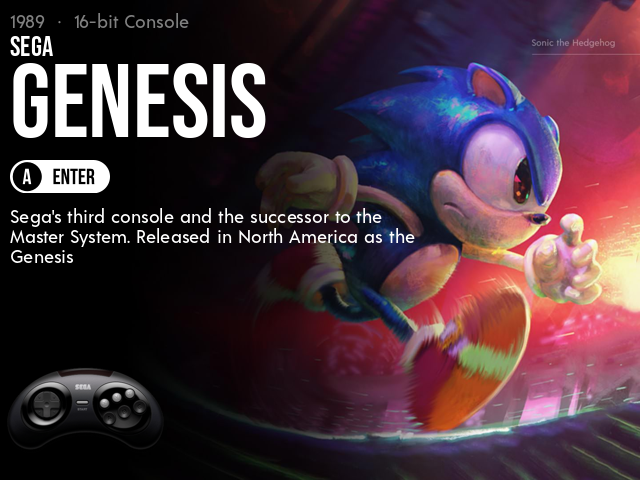 1989 · 16-bit Console
SEGA
GENESIS
Sonic the Hedgehog
A ENTER
Sega's third console and the successor to the
Master System. Released in North America as the
Genesis
SEGA